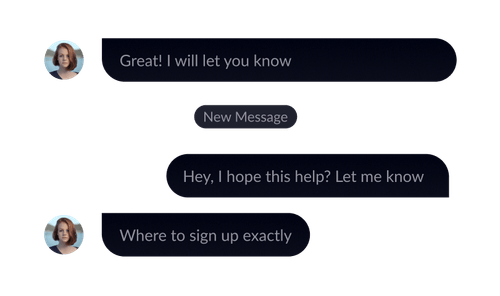 Great! I will let you know
New Message
Hey, I hope this help? Let me know
Where to sign up exactly